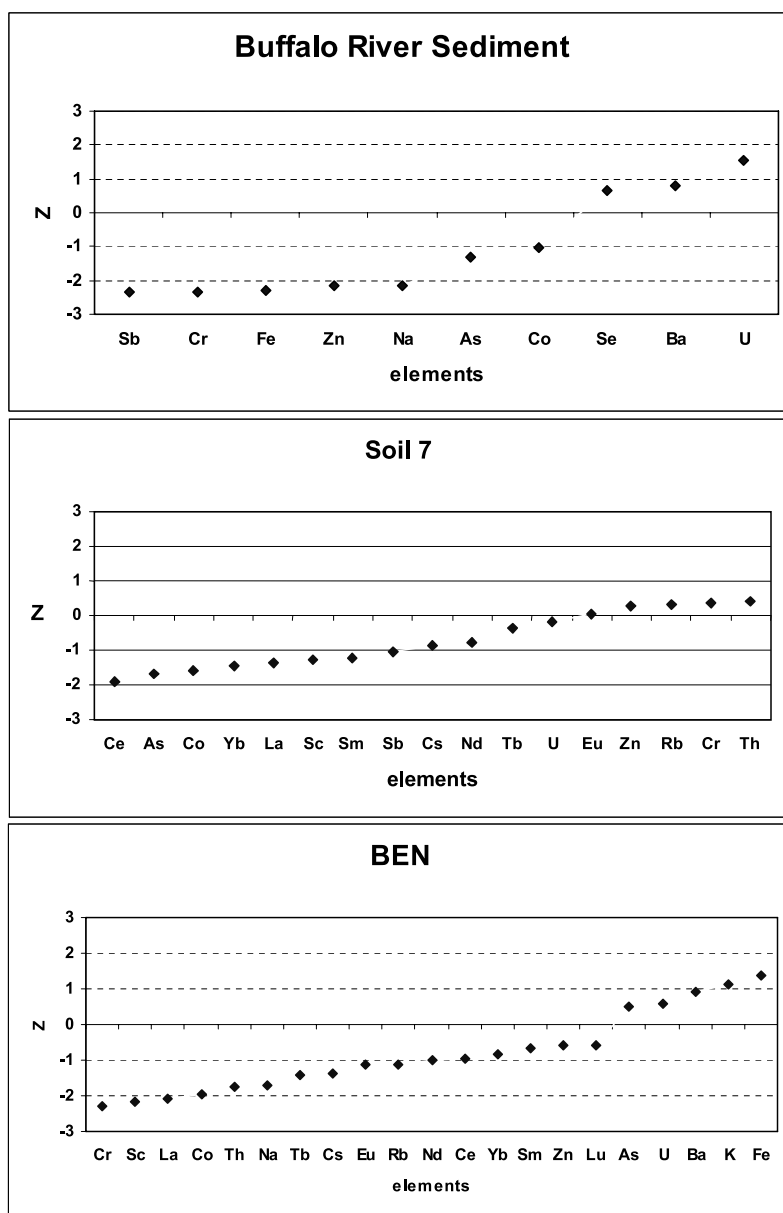 Buffalo River Sediment
3
2
1
0
-1
-2
-3
Z
Sb Cr Fe Zn Na As Co Se Ba U
elements
Soil 7
3
2
1
0
-1
-2
-3
Z
Ce As Co Yb La Sc Sm Sb Cs Nd Tb U Eu Zn Rb Cr Th
elements
BEN
3
2
1
0
-1
-2
-3
Z
Cr Sc La Co Th Na Tb Cs Eu Rb Nd Ce Yb Sm Zn Lu As U Ba K Fe
elements